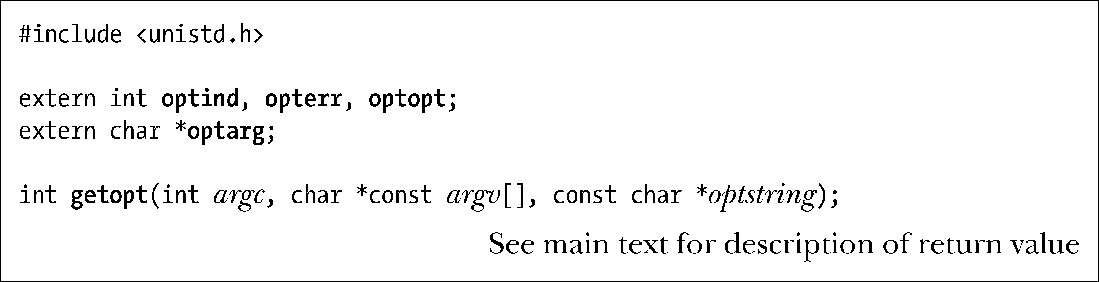 #include <unistd.h>
extern int optind, opterr, optopt;
extern char *optarg;
int getopt(int argc, char *const argv[], const char *optstring);
See main text for description of return value